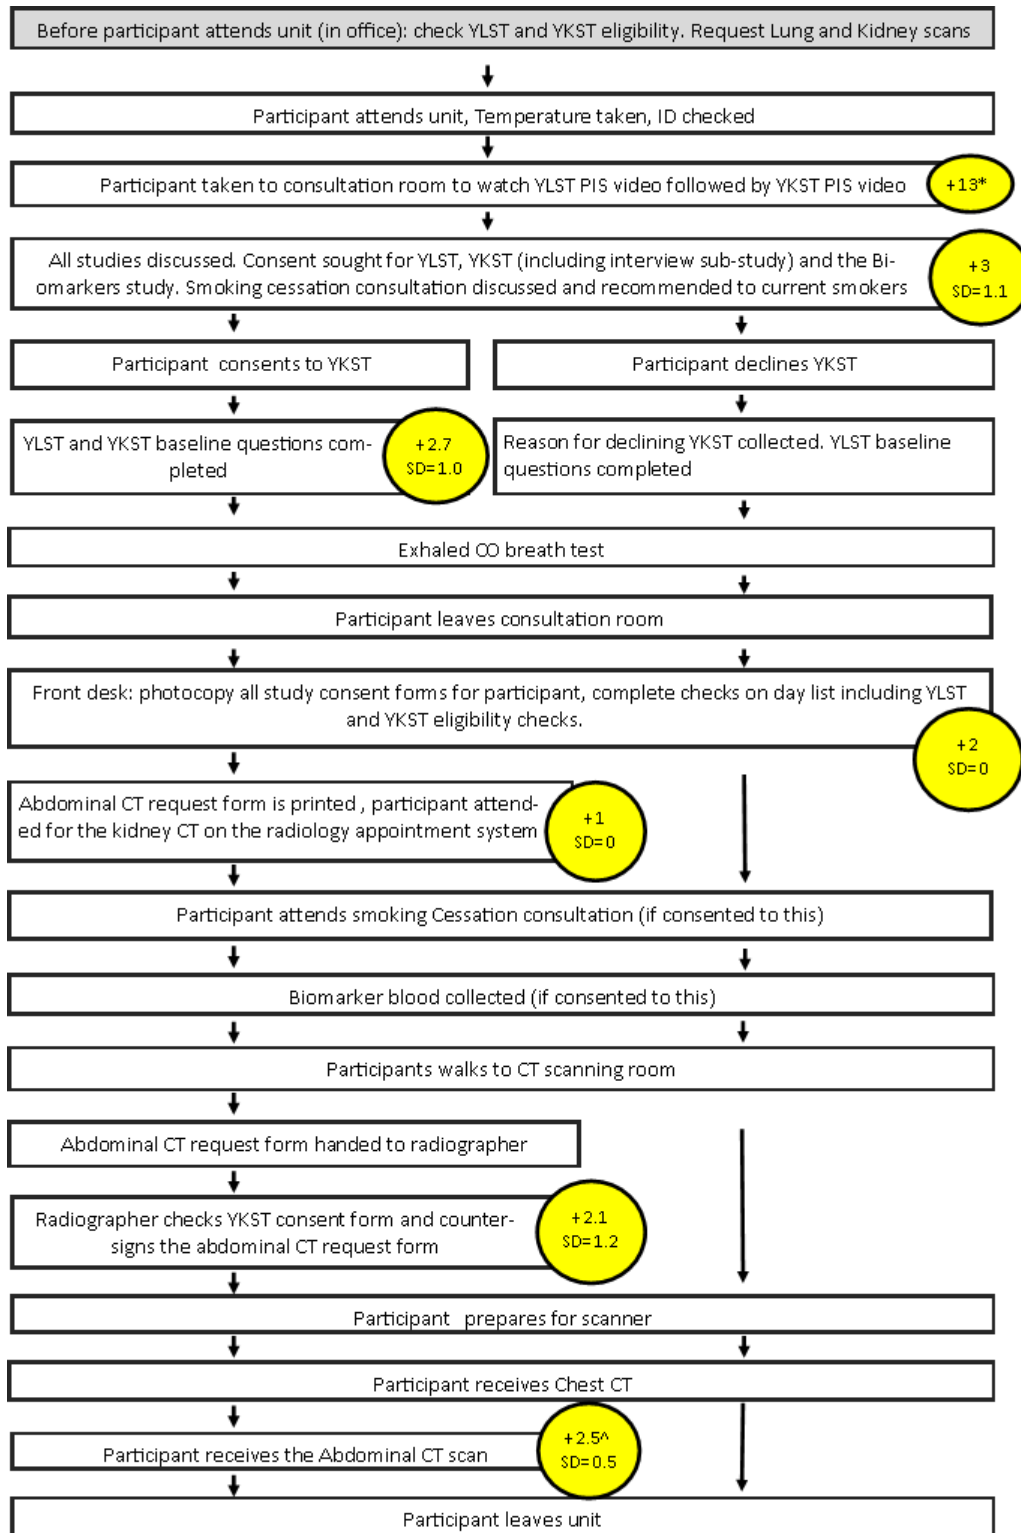 Before participant attends unit (in office): check YLST and YKST eligibility. Request Lung and Kidney scans
Participant attends unit, Temperature taken, ID checked
Participant taken to consultation room to watch YLST PIS video followed by YKST PIS video
+13*
All studies discussed. Consent sought for YLST, YKST (including interview sub-study) and the Bi-
omarkers study. Smoking cessation consultation discussed and recommended to current smokers
+3
SD=1.1
Participant consents to YKST
Participant declines YKST
YLST and YKST baseline questions com-
pleted
+2.7
SD=1.0
Reason for declining YKST collected. YLST baseline
questions completed
Exhaled CO breath test
Participant leaves consultation room
Front desk: photocopy all study consent forms for participant, complete checks on day list including YLST
and YKST eligibility checks.
+2
SD=0
Abdominal CT request form is printed , participant attend-
ed for the kidney CT on the radiology appointment system
+1
SD=0
Participant attends smoking Cessation consultation (if consented to this)
Biomarker blood collected (if consented to this)
Participants walks to CT scanning room
Abdominal CT request form handed to radiographer
Radiographer checks YKST consent form and counter-
signs the abdominal CT request form
+2.1
SD=1.2
Participant prepares for scanner
Participant receives Chest CT
Participant receives the Abdominal CT scan
+2.5^
SD=0.5
Participant leaves unit